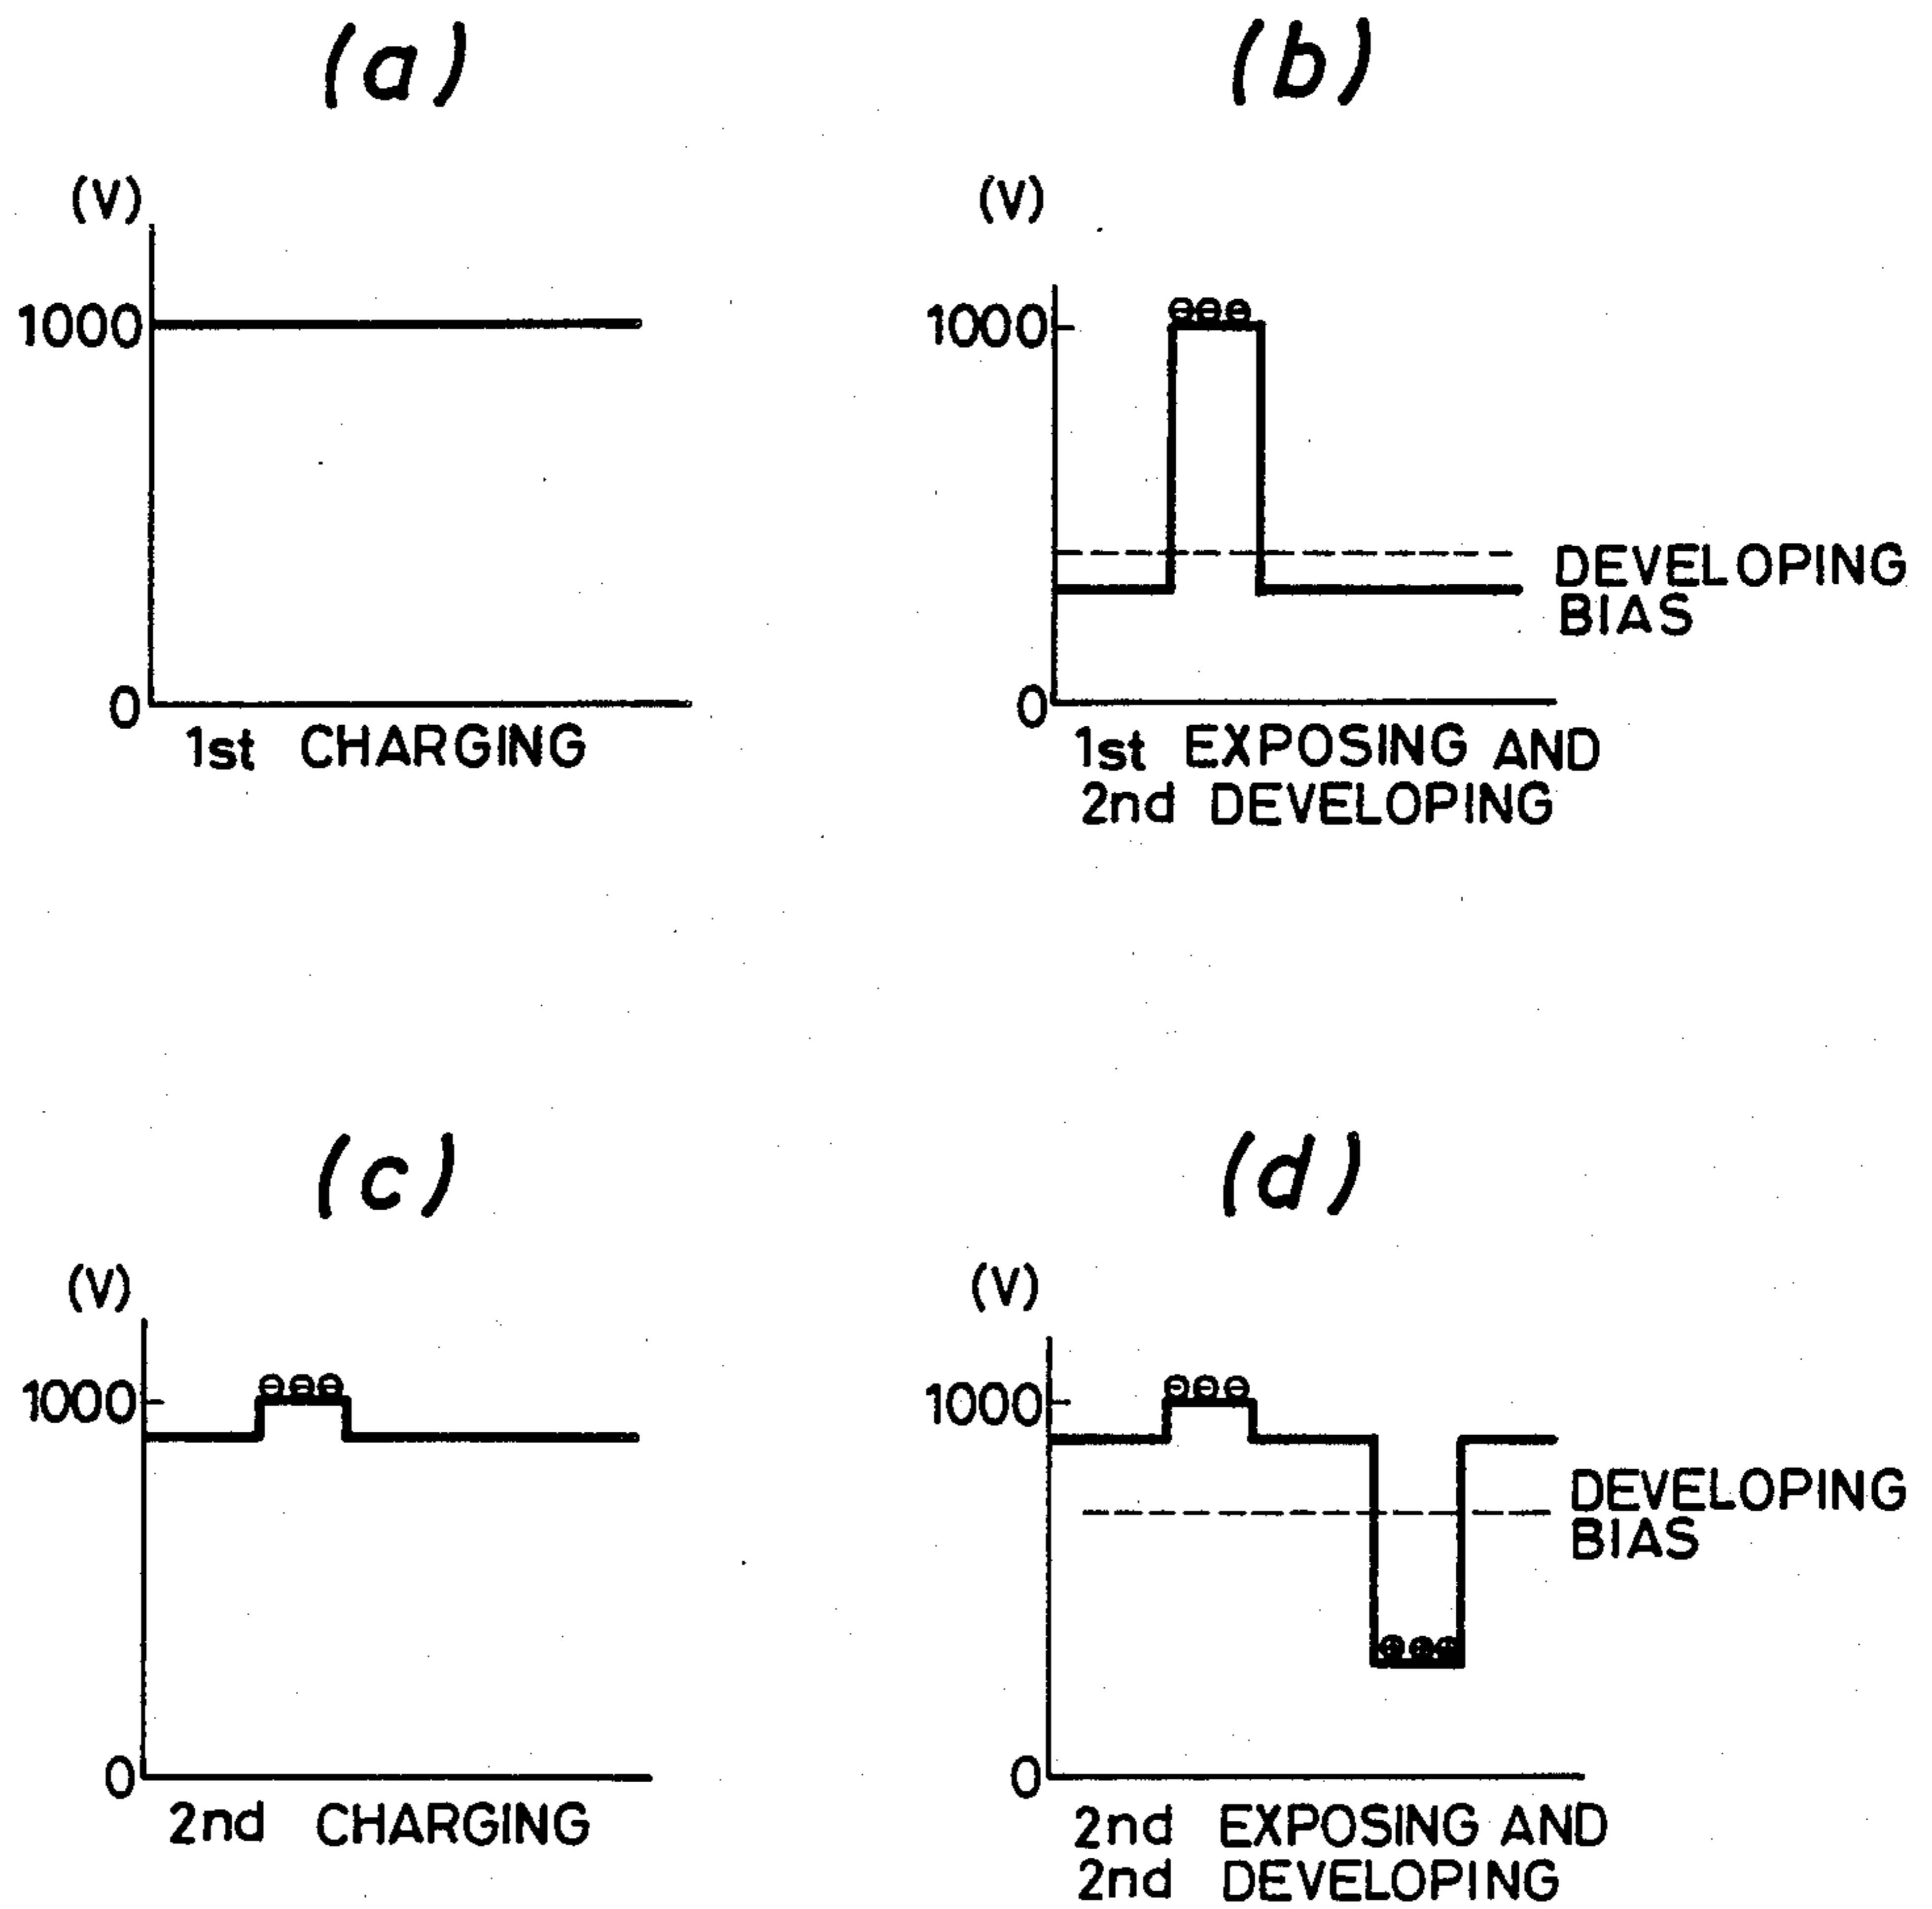 (a)
(V)
1000
0
1st CHARGING
(b)
(V)
1000
DEVELOPING
BIAS
0
1st EXPOSING AND
2nd DEVELOPING
(c)
(V)
1000
0
2nd CHARGING
(d)
(V)
1000
DEVELOPING
BIAS
0
2nd EXPOSING AND
2nd DEVELOPING